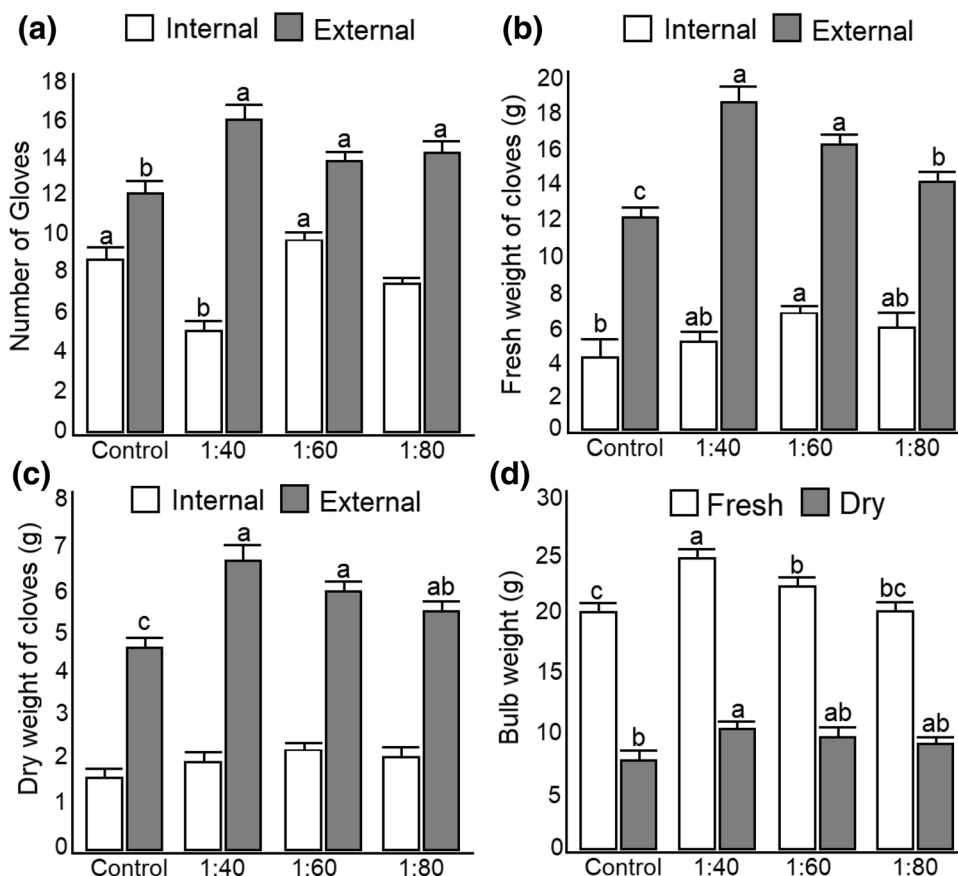 (a) Internal External
Number of Gloves
18
16
14
12
10
8
6
4
2
0
a b b a a a a
Control 1:40 1:60 1:80
(b) Internal External
Fresh weight of cloves (g)
20
18
16
14
12
10
8
6
4
2
0
b c ab a a a ab b
Control 1:40 1:60 1:80
(c) Internal External
Dry weight of cloves (g)
8
7
6
5
4
3
2
1
0
c a a ab
Control 1:40 1:60 1:80
(d) Fresh Dry
Bulb weight (g)
30
25
20
15
10
5
0
c b a a b ab bc ab
Control 1:40 1:60 1:80